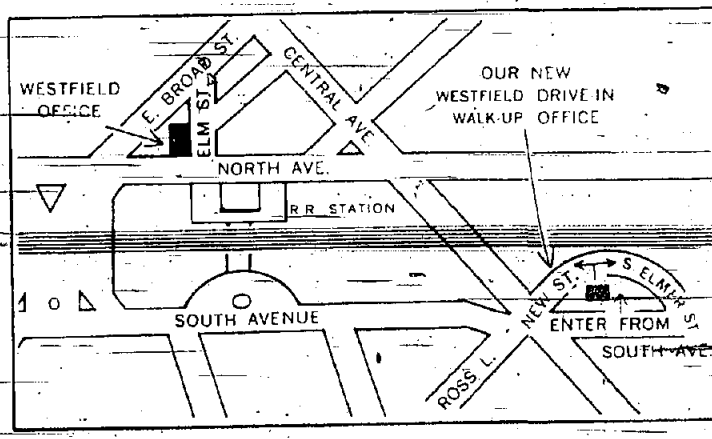 WESTFIELD
OFFICE
E. BROAD ST.
ELM ST.
CENTRAL AVE.
OUR NEW
WESTFIELD DRIVE-IN
WALK-UP OFFICE
NORTH AVE.
R.R. STATION
SOUTH AVENUE
NEW ST.
S. ELMER ST.
ENTER FROM
SOUTH AVE.
ROSS L.